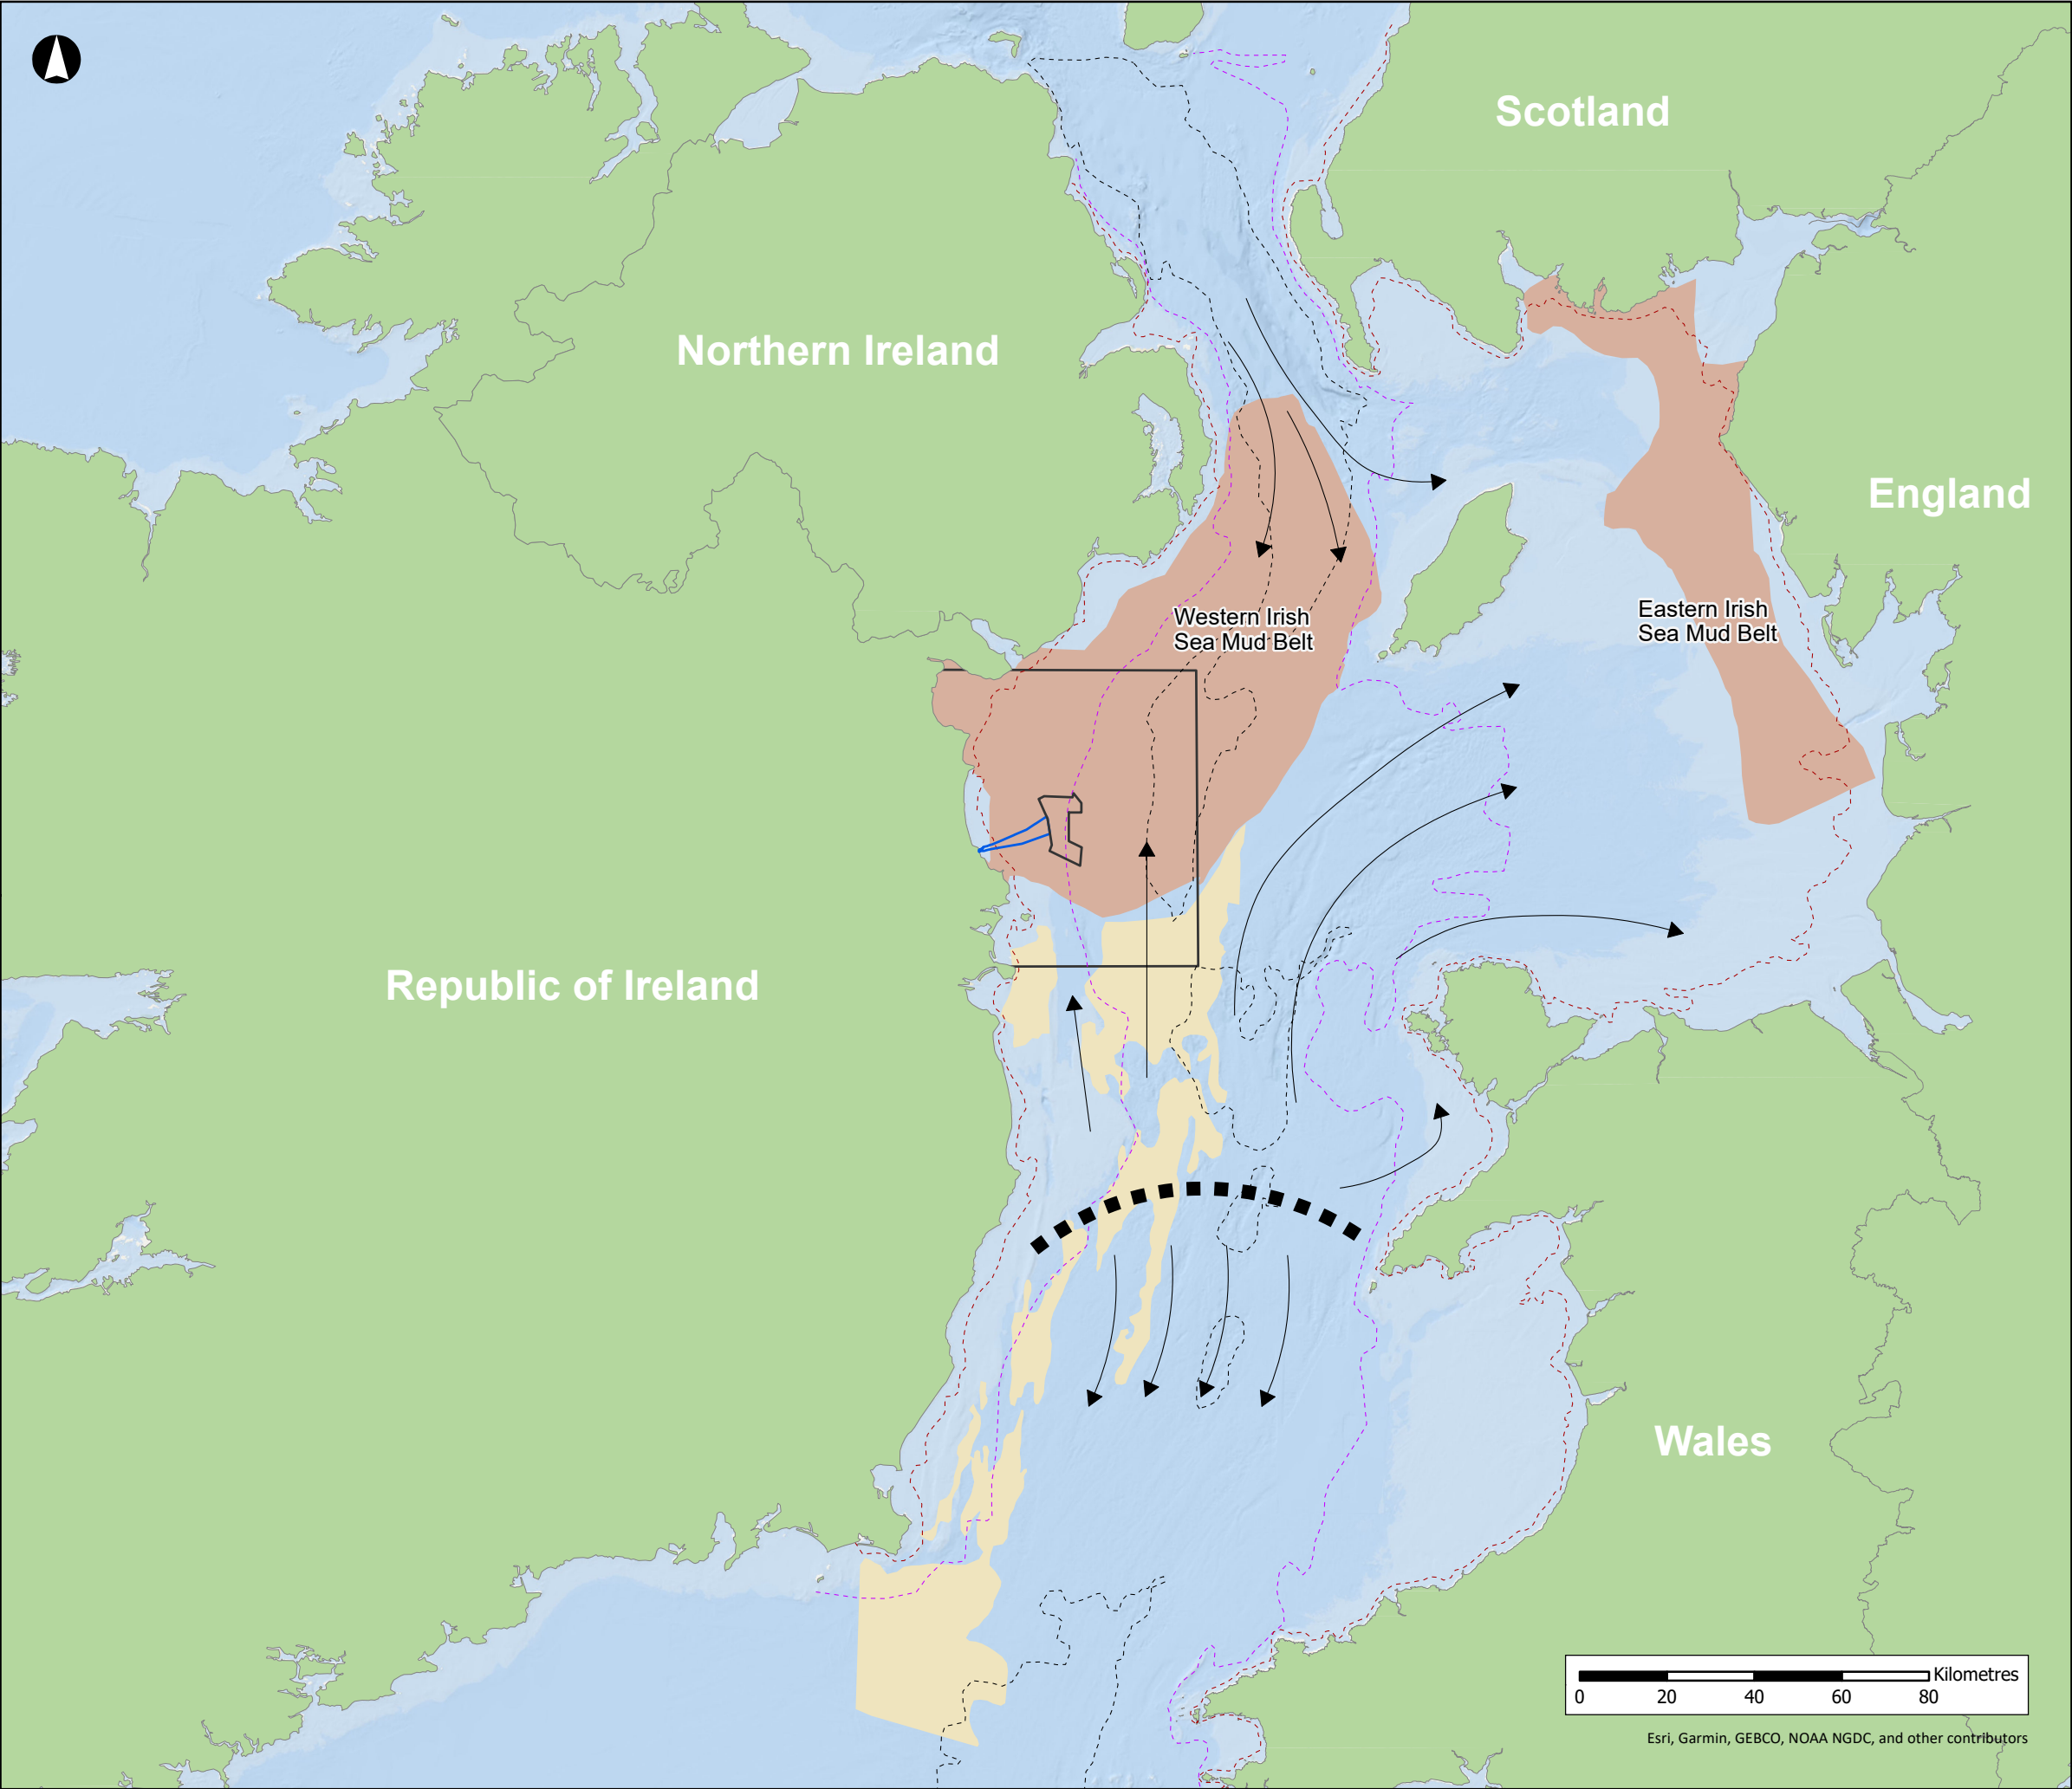 Scotland
Northern Ireland
England
Western Irish
Sea Mud Belt
Eastern Irish
Sea Mud Belt
Republic of Ireland
Wales
Kilometres
0 20 40 60 80
Esri, Garmin, GEBCO, NOAA NGDC, and other contributors